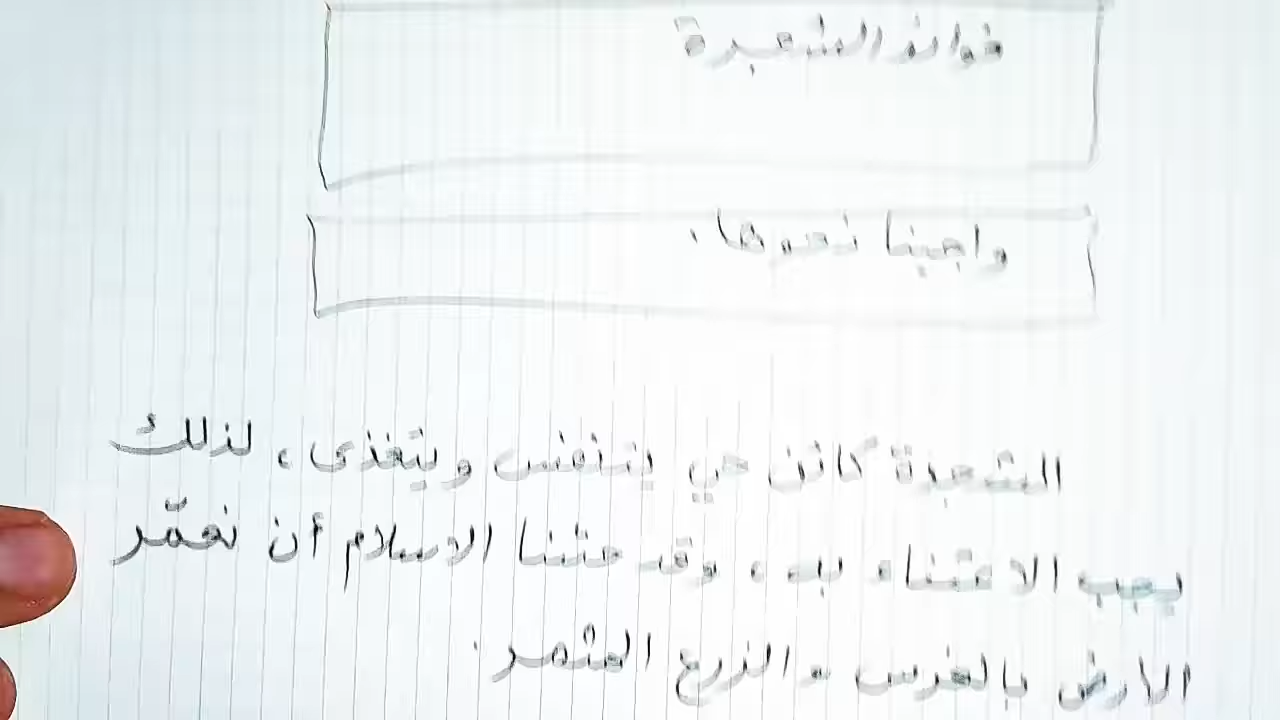 فوائد الشجرة
واجبنا نحوها.
الشجرة كائن حي يتنفس ويتغذى، لذلك
يجب الاعتناء به، وقد حثنا الاسلام أن نعمّر
الأرض بالغرس والزرع المثمر.